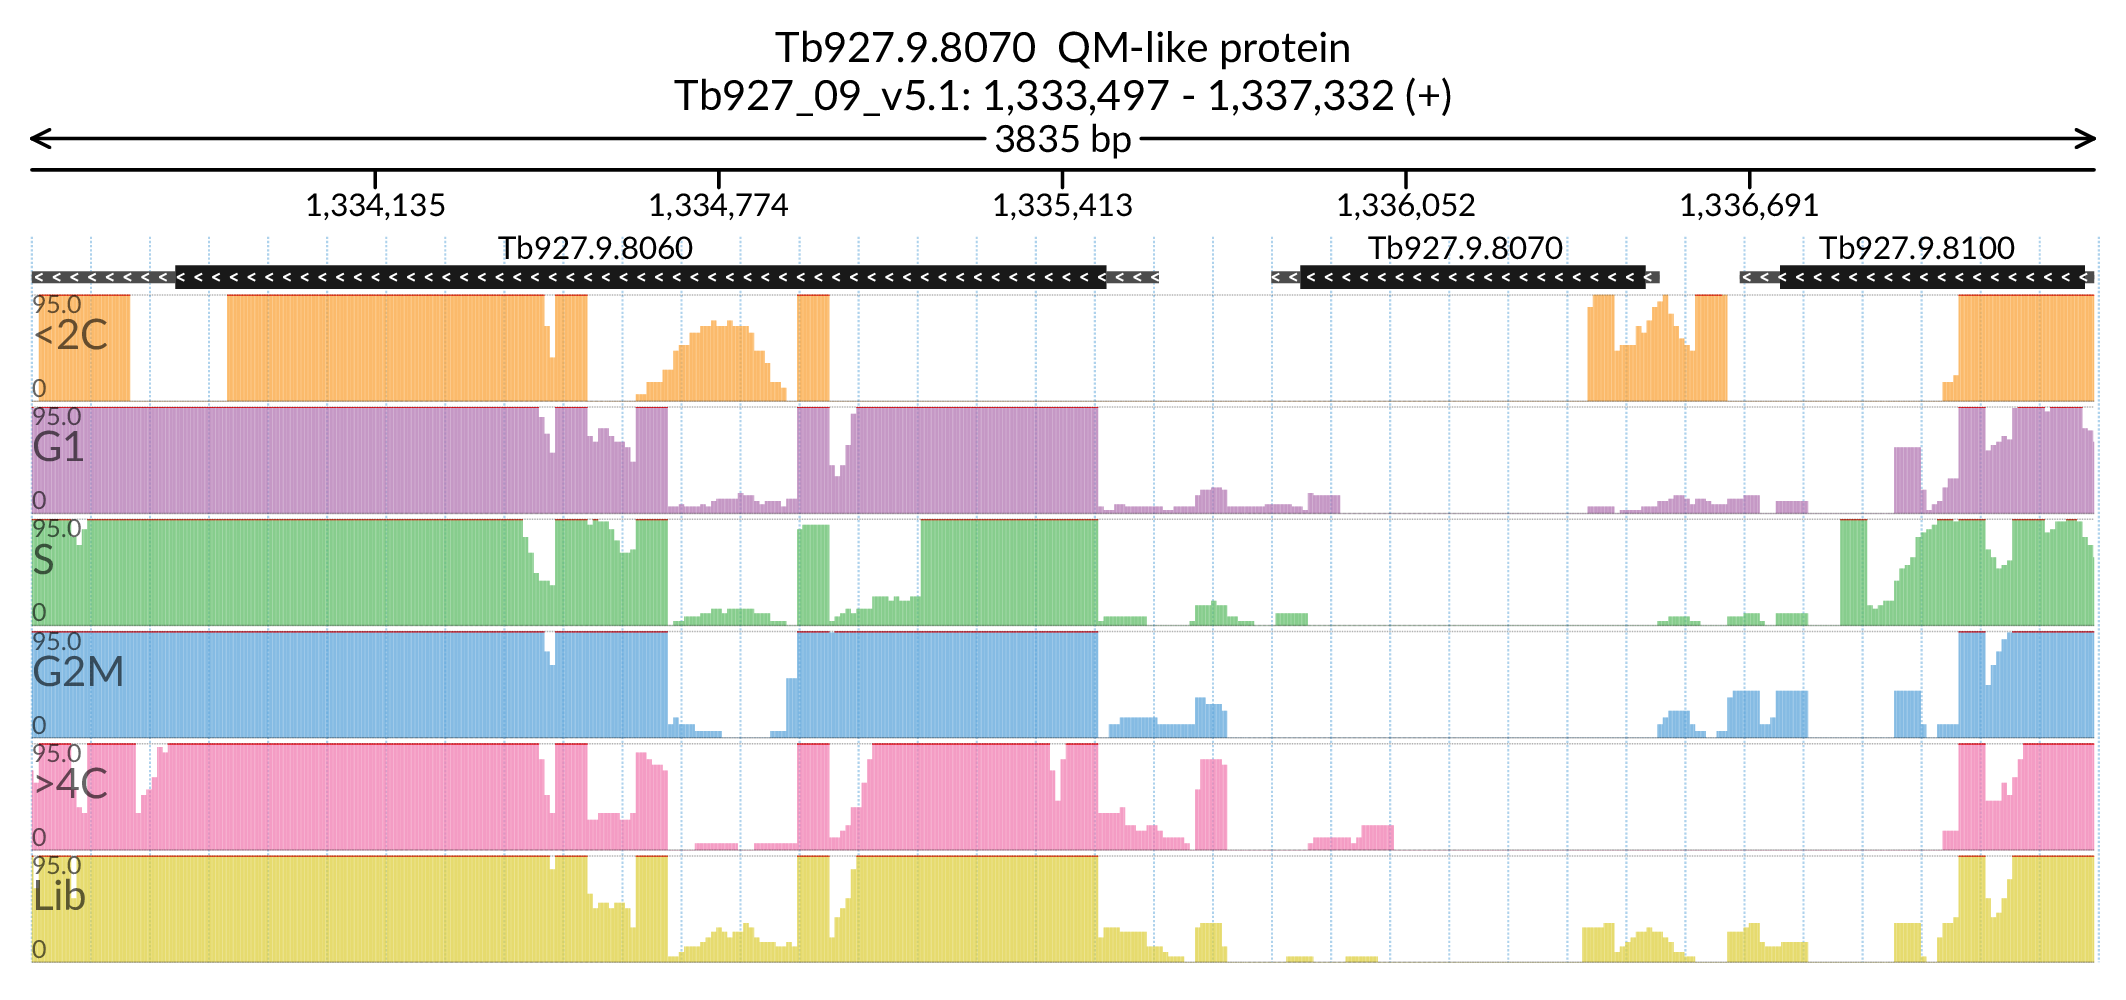 Tb927.9.8070 QM-like protein
Tb927_09_v5.1: 1,333,497 - 1,337,332 (+)
3835 bp
1,334,135 1,334,774 1,335,413 1,336,052 1,336,691
Tb927.9.8060 Tb927.9.8070 Tb927.9.8100
95.0
<2C
0
95.0
G1
0
95.0
S
0
95.0
G2M
0
95.0
>4C
0
95.0
Lib
0